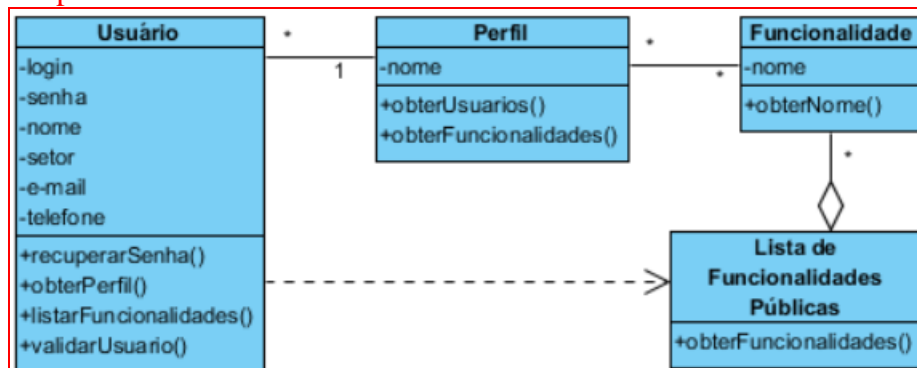 Usuário
-login
-senha
-nome
-setor
-e-mail
-telefone
+recuperarSenha()
+obterPerfil()
+listarFuncionalidades()
+validarUsuario()
*
1
Perfil
-nome
+obterUsuarios()
+obterFuncionalidades()
*
*
Funcionalidade
-nome
+obterNome()
*
Lista de
Funcionalidades
Públicas
+obterFuncionalidades()